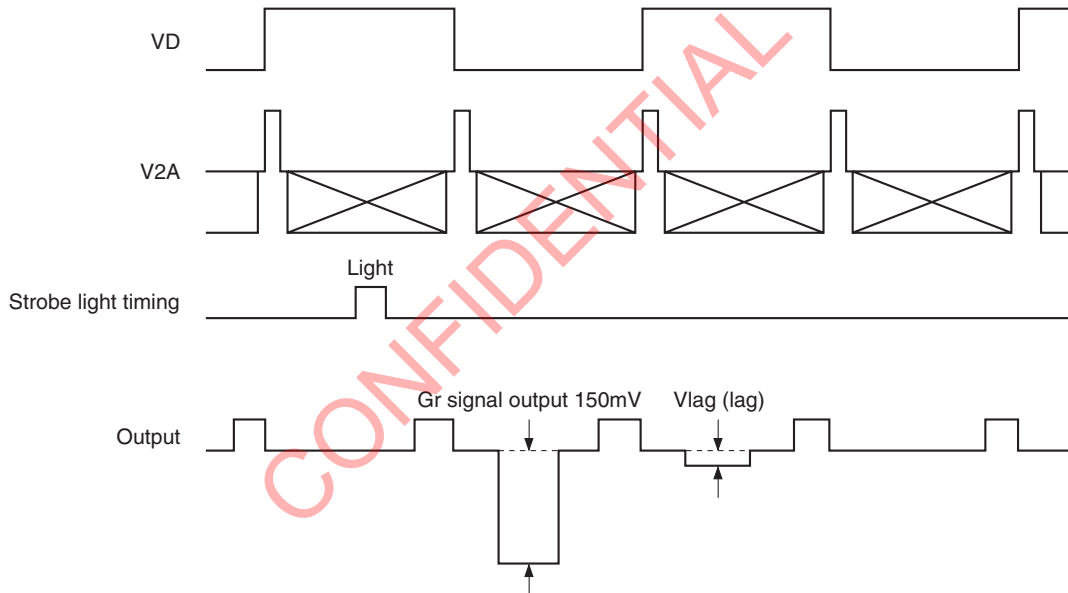 VD
V2A
Light
Strobe light timing
Gr signal output 150mV
Vlag (lag)
Output
CONFIDENTIAL